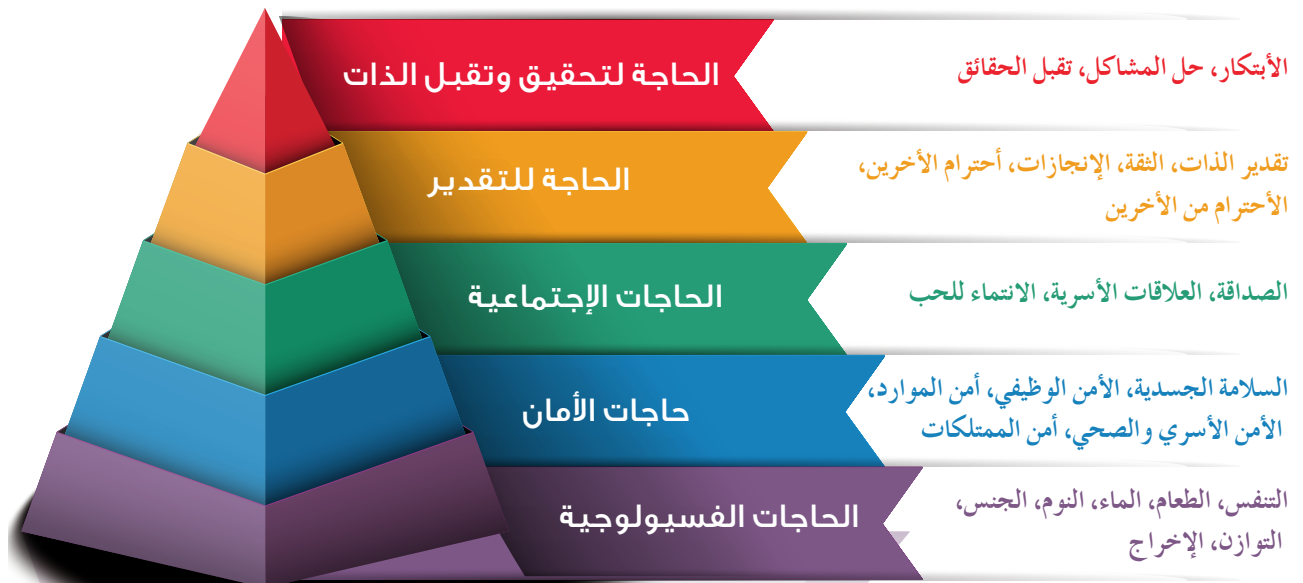 الحاجة لتحقيق وتقبل الذات
الأبتكار، حل المشاكل، تقبل الحقائق
الحاجة للتقدير
تقدير الذات، الثقة، الإنجازات، أحترام الأخرين،
الأحترام من الأخرين
الحاجات الإجتماعية
الصداقة، العلاقات الأسرية، الانتماء للحب
حاجات الأمان
السلامة الجسدية، الأمن الوظيفي، أمن الموارد،
الأمن الأسري والصحي، أمن الممتلكات
الحاجات الفسيولوجية
التنفس، الطعام، الماء، النوم، الجنس،
التوازن، الإخراج